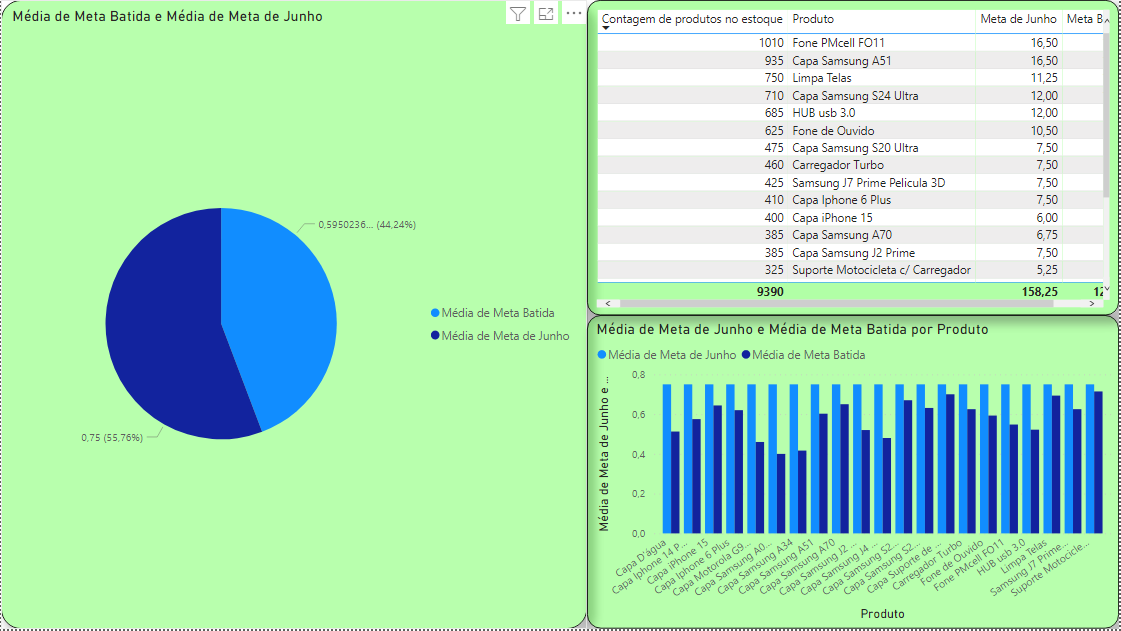 Média de Meta Batida e Média de Meta de Junho
0,5950236... (44,24%)
0,75 (55,76%)
Média de Meta Batida
Média de Meta de Junho
Contagem de produtos no estoque Produto Meta de Junho Meta B
1010 Fone PMcell FO11 16,50
935 Capa Samsung A51 16,50
750 Limpa Telas 11,25
710 Capa Samsung S24 Ultra 12,00
685 HUB usb 3.0 12,00
625 Fone de Ouvido 10,50
475 Capa Samsung S20 Ultra 7,50
460 Carregador Turbo 7,50
425 Samsung J7 Prime Pelicula 3D 7,50
410 Capa Iphone 6 Plus 7,50
400 Capa iPhone 15 6,00
385 Capa Samsung A70 6,75
385 Capa Samsung J2 Prime 7,50
325 Suporte Motocicleta c/ Carregador 5,25
9390 158,25 12
Média de Meta de Junho e Média de Meta Batida por Produto
Média de Meta de Junho Média de Meta Batida
Média de Meta de Junho e ...
0,8
0,6
0,4
0,2
0,0
Capa D'água
Capa Iphone 14 P...
Capa iPhone 15
Capa Iphone 6 Plus
Capa Motorola G9...
Capa Samsung A0...
Capa Samsung A34
Capa Samsung A51
Capa Samsung A70
Capa Samsung J2 ...
Capa Samsung J4 ...
Capa Samsung S2...
Capa Samsung S2...
Capa Suporte de ...
Carregador Turbo
Fone de Ouvido
Fone PMcell FO11
HUB usb 3.0
Limpa Telas
Samsung J7 Prime...
Suporte Motocicle...
Produto